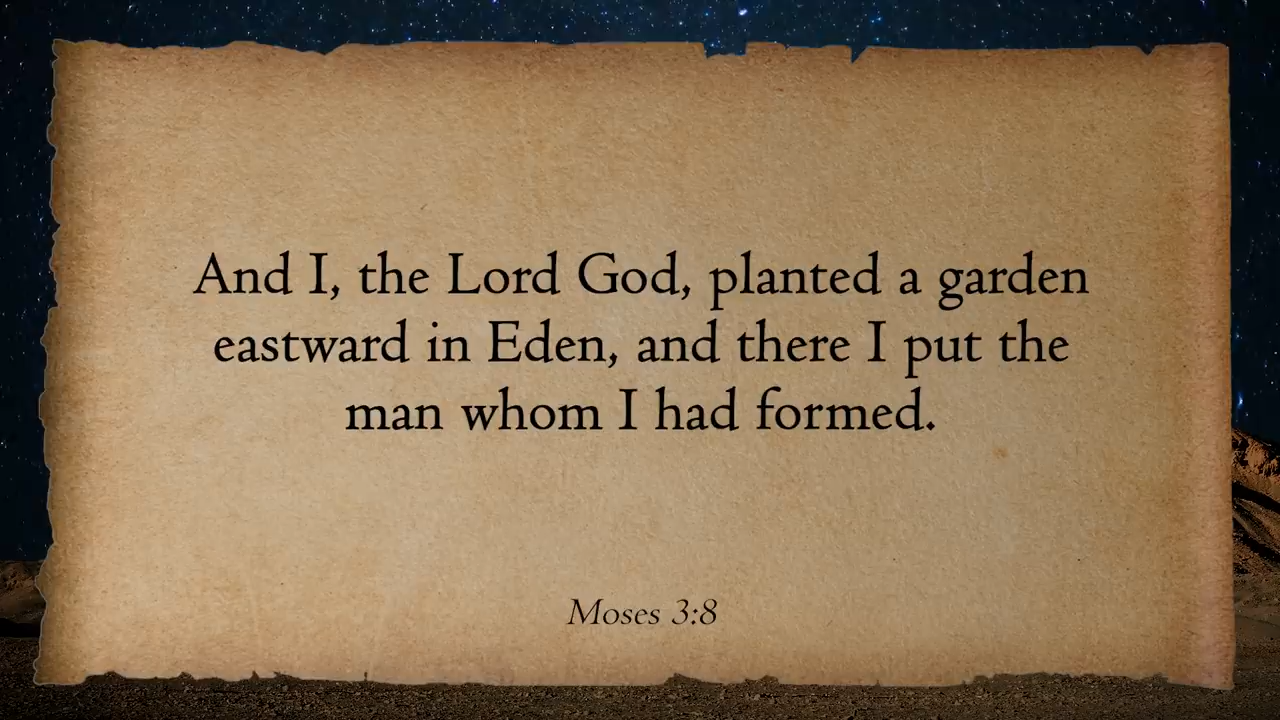 And I, the Lord God, planted a garden
eastward in Eden, and there I put the
man whom I had formed.
Moses 3:8